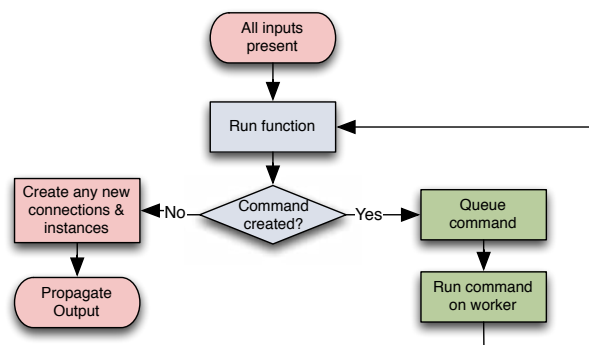 All inputs
present
Run function
Command
created?
No
Yes
Create any new
connections &
instances
Queue
command
Propagate
Output
Run command
on worker